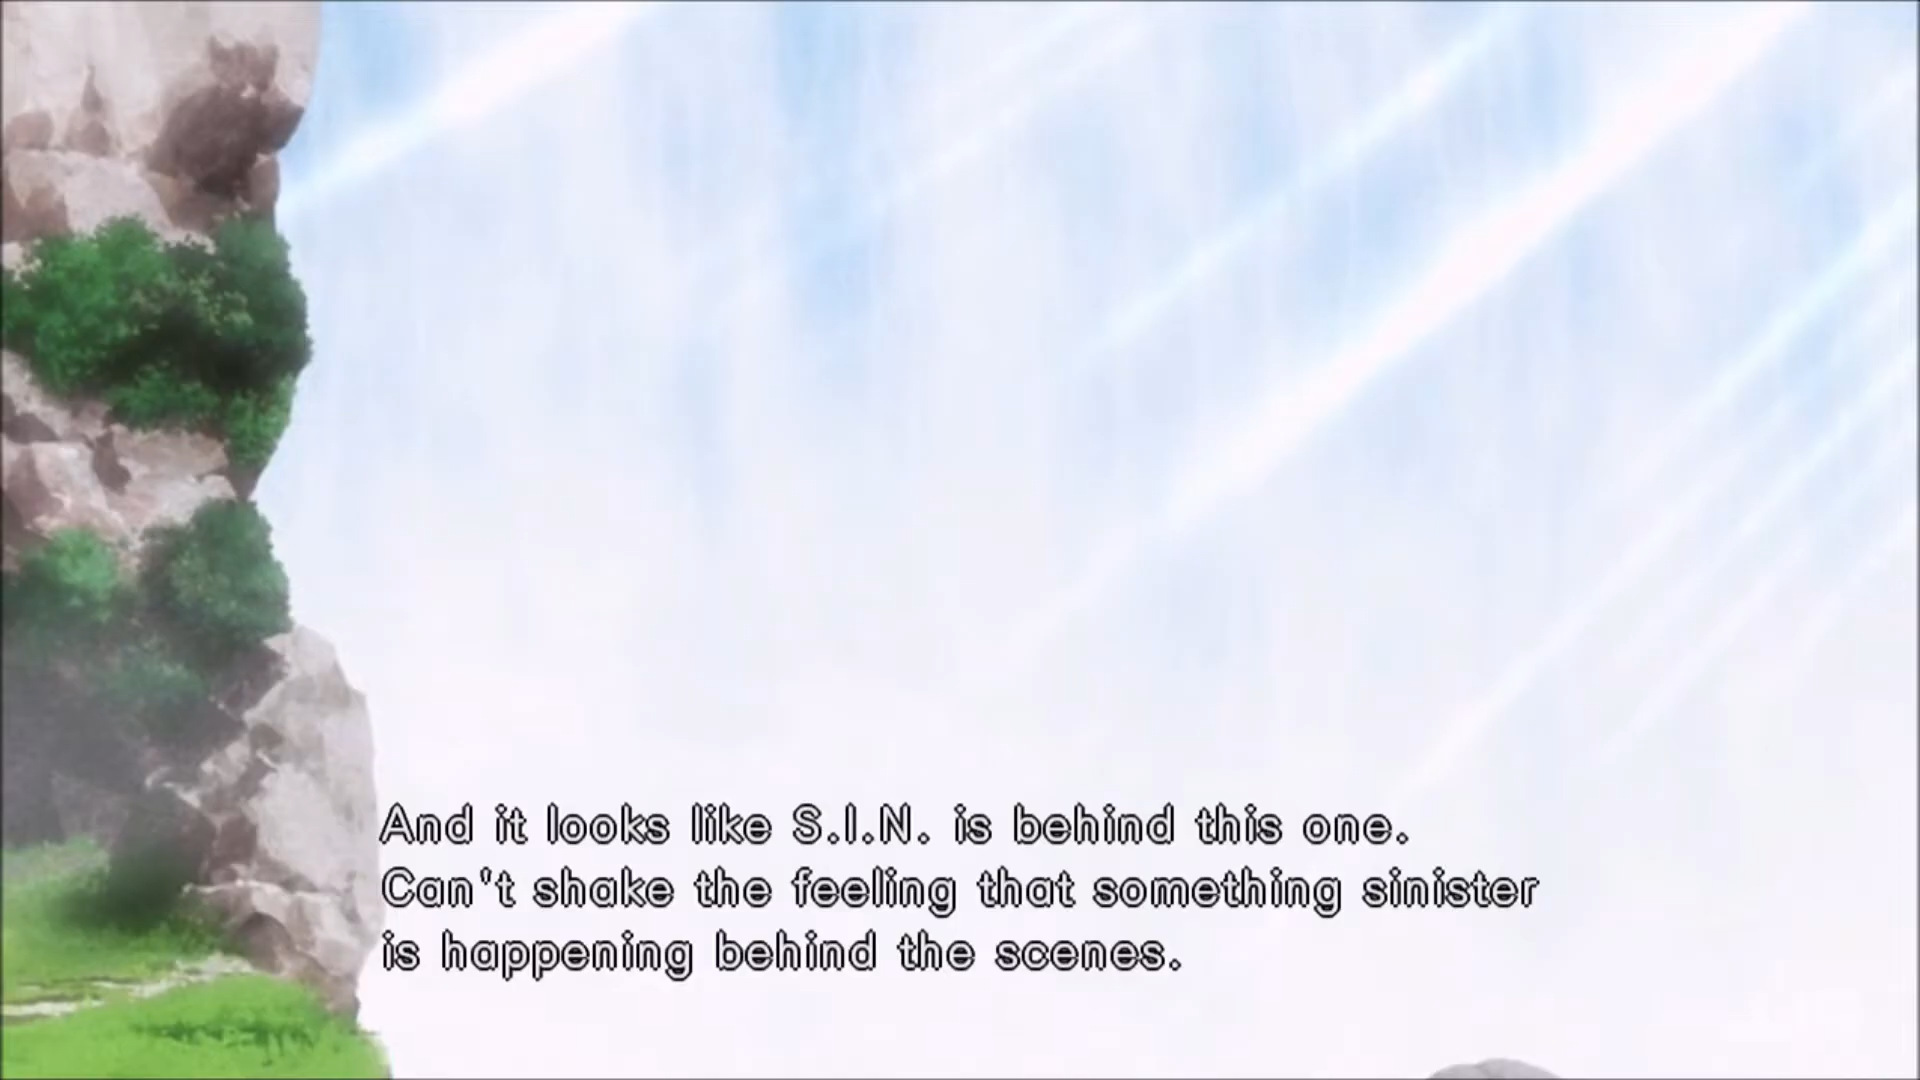 And it looks like S.I.N. is behind this one.
Can't shake the feeling that something sinister
is happening behind the scenes.